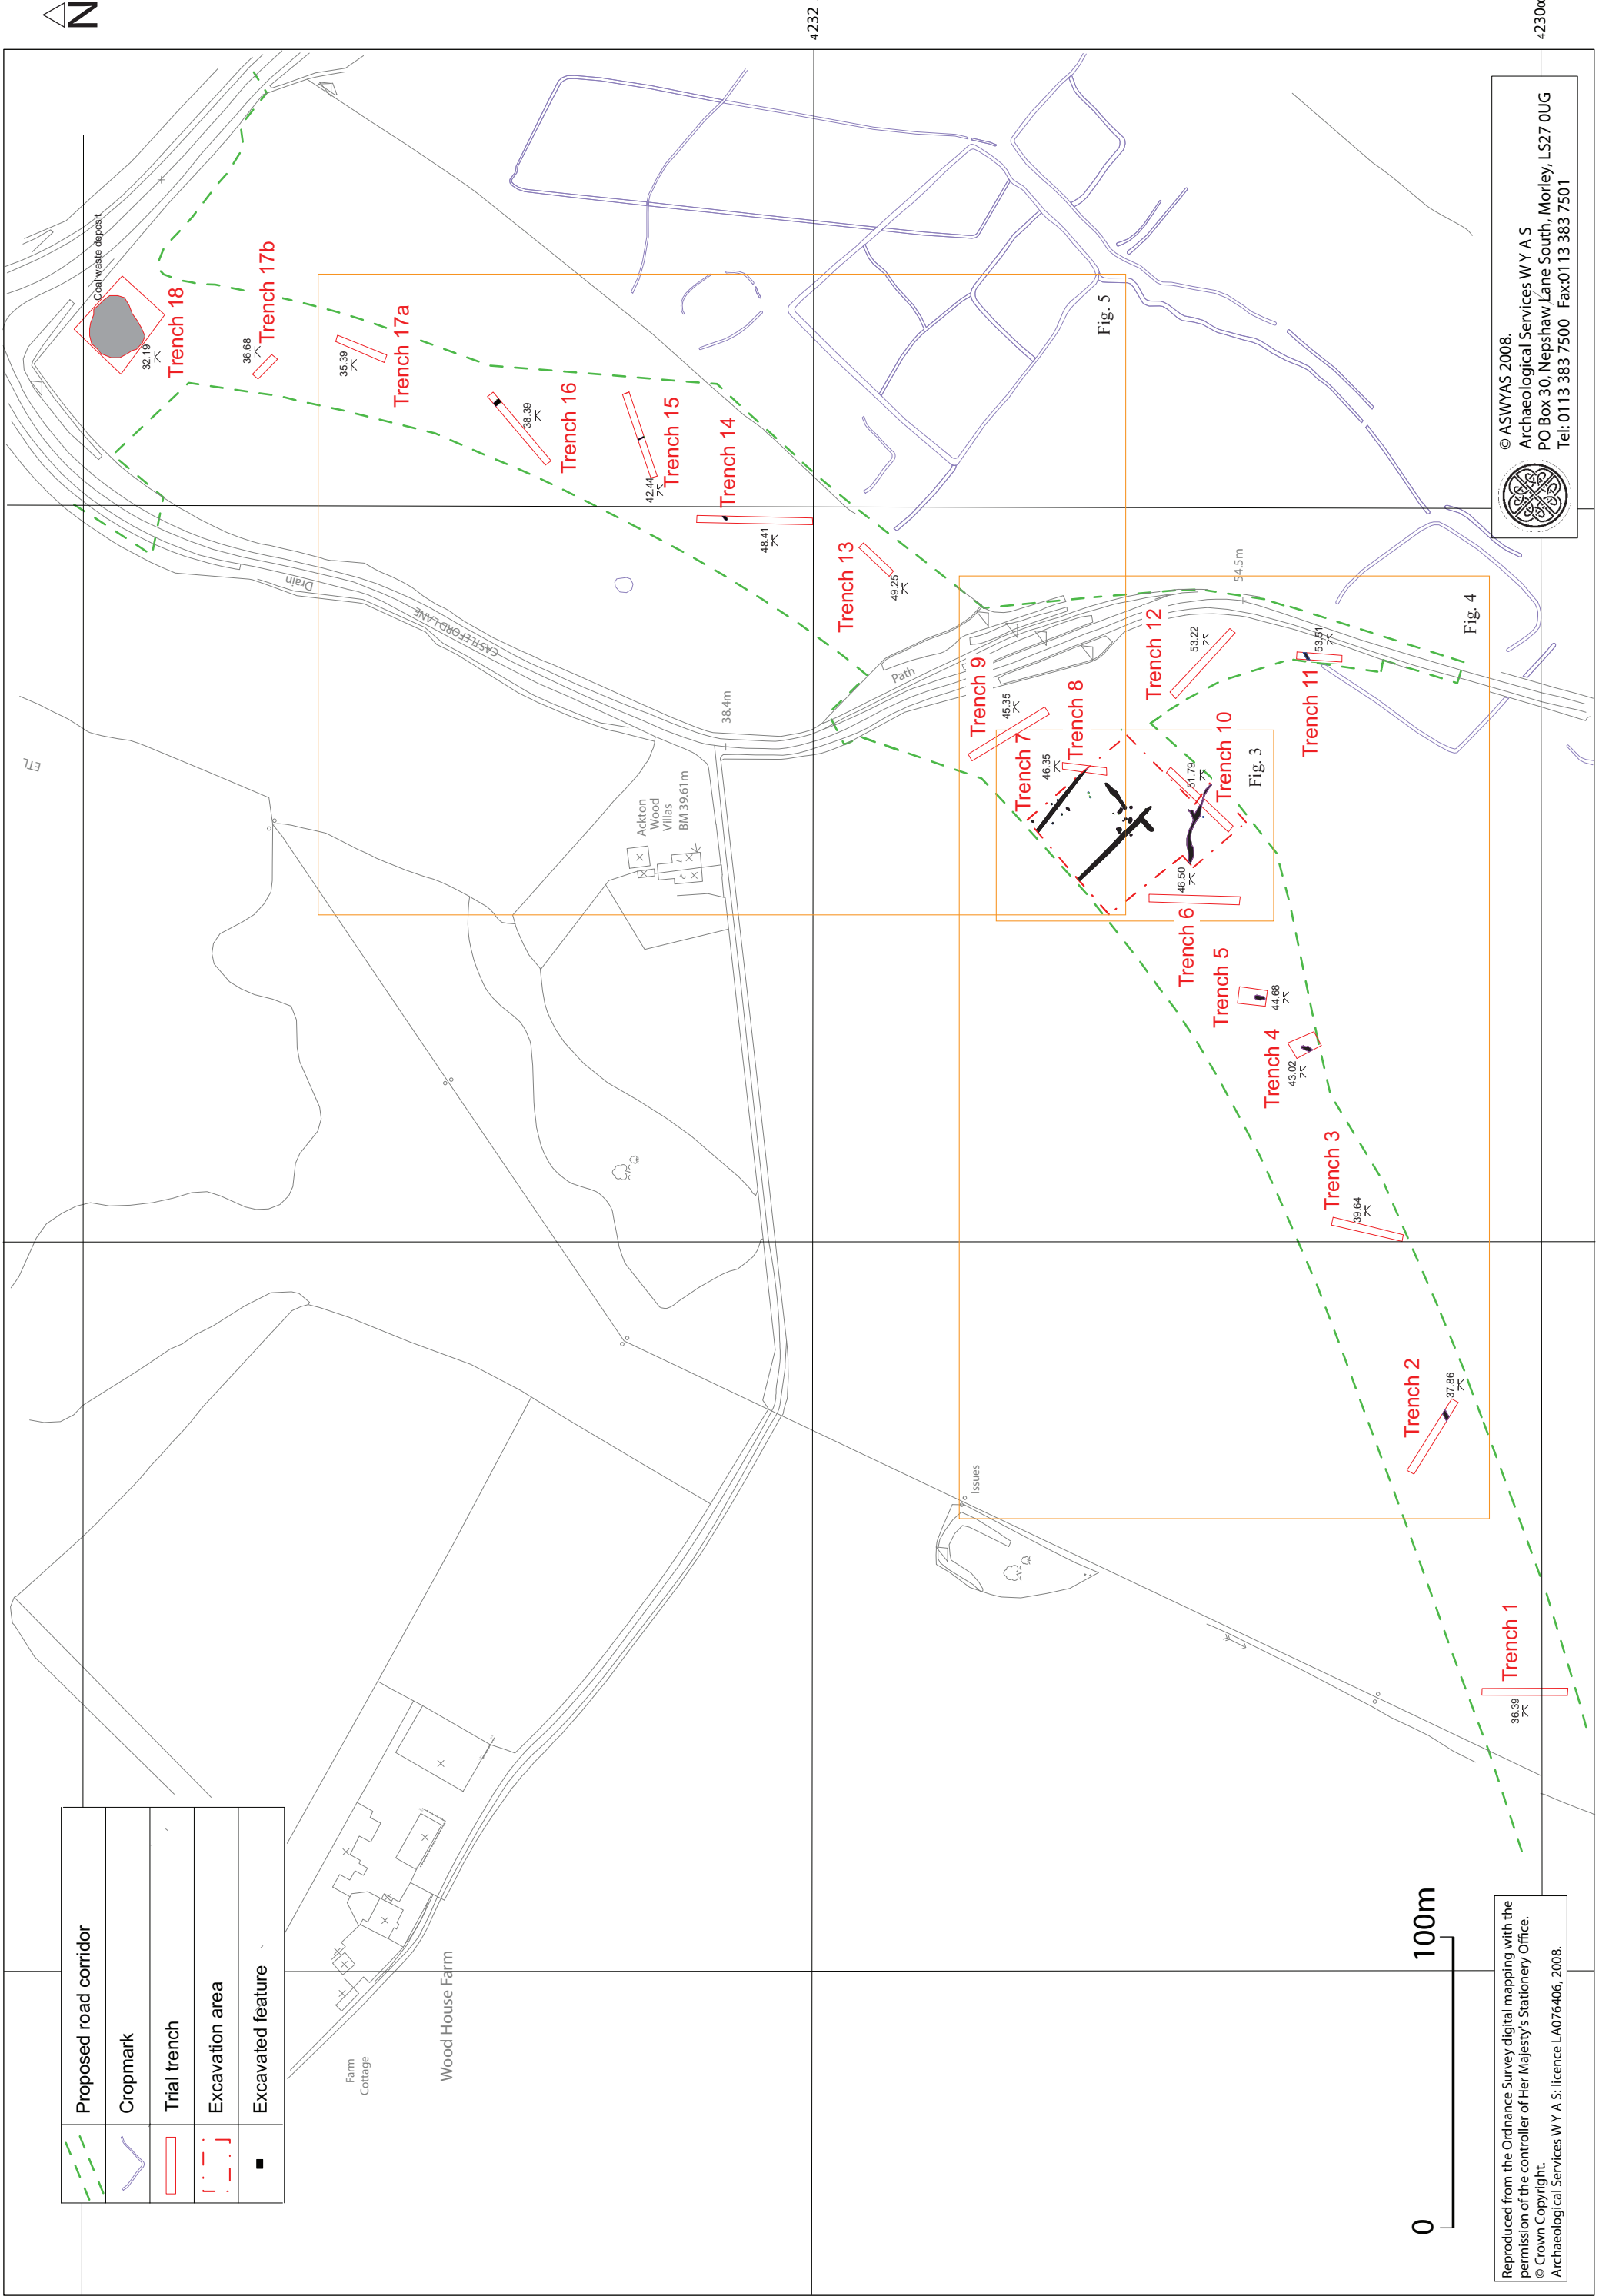 N
Proposed road corridor
Cropmark
Trial trench
Excavation area
Excavated feature
Farm
Cottage
Wood House Farm
ETL
Drain
CASTLEFORD LANE
Coal waste deposit
32.19
Trench 18
36.68
Trench 17b
35.39
Trench 17a
38.39
Trench 16
42.44
Trench 15
Trench 14
48.41
Trench 13
49.25
Ackton
Wood
Villas
BM 39.61m
38.4m
4232
Path
Issues
Trench 9
45.35
Trench 7
46.35
Trench 8
Trench 12
53.22
54.5m
Fig. 5
Trench 10
51.79
Fig. 3
46.50
Trench 6
Trench 5
44.68
Trench 4
43.02
Trench 11
53.51
Fig. 4
Trench 3
39.64
Trench 2
37.86
Trench 1
36.39
42300
0
100m
Reproduced from the Ordnance Survey digital mapping with the
permission of the controller of Her Majesty's Stationery Office.
© Crown Copyright.
Archaeological Services W Y A S: licence LA076406, 2008.
© ASWYAS 2008.
Archaeological Services W Y A S
PO Box 30, Nepshaw Lane South, Morley, LS27 0UG
Tel: 0113 383 7500 Fax:0113 383 7501